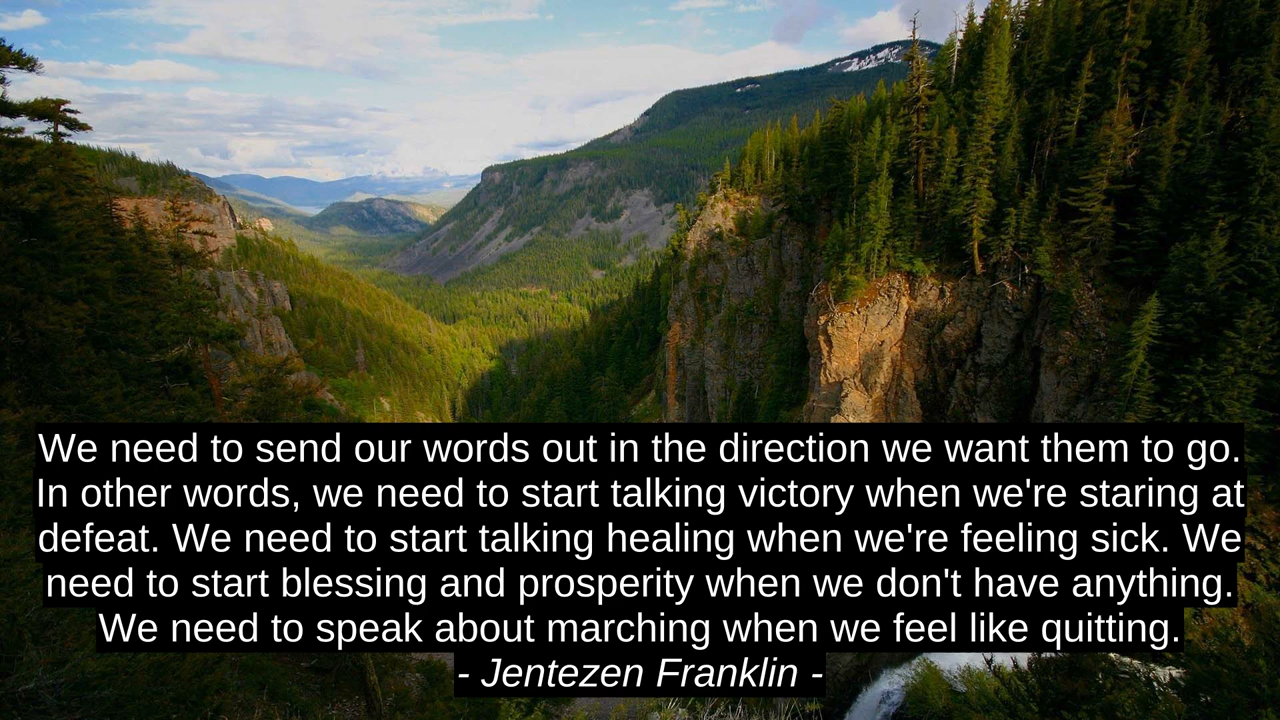 We need to send our words out in the direction we want them to go.
In other words, we need to start talking victory when we're staring at
defeat. We need to start talking healing when we're feeling sick. We
need to start blessing and prosperity when we don't have anything.
We need to speak about marching when we feel like quitting.
- Jentezen Franklin -